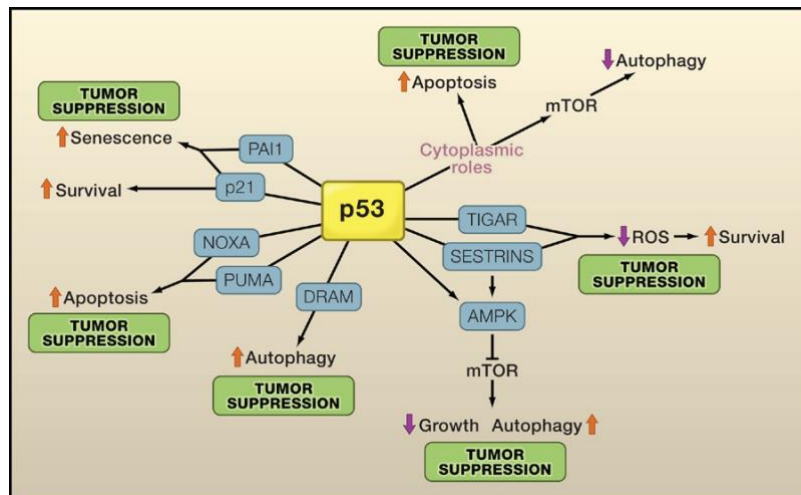 TUMOR
SUPPRESSION
Apoptosis
Autophagy
mTOR
Cytoplasmic
roles
TUMOR
SUPPRESSION
Senescence
PAI1
Survival
p21
p53
NOXA
PUMA
Apoptosis
TUMOR
SUPPRESSION
DRAM
Autophagy
TUMOR
SUPPRESSION
TIGAR
SESTRINS
ROS
Survival
TUMOR
SUPPRESSION
AMPK
mTOR
Growth Autophagy
TUMOR
SUPPRESSION